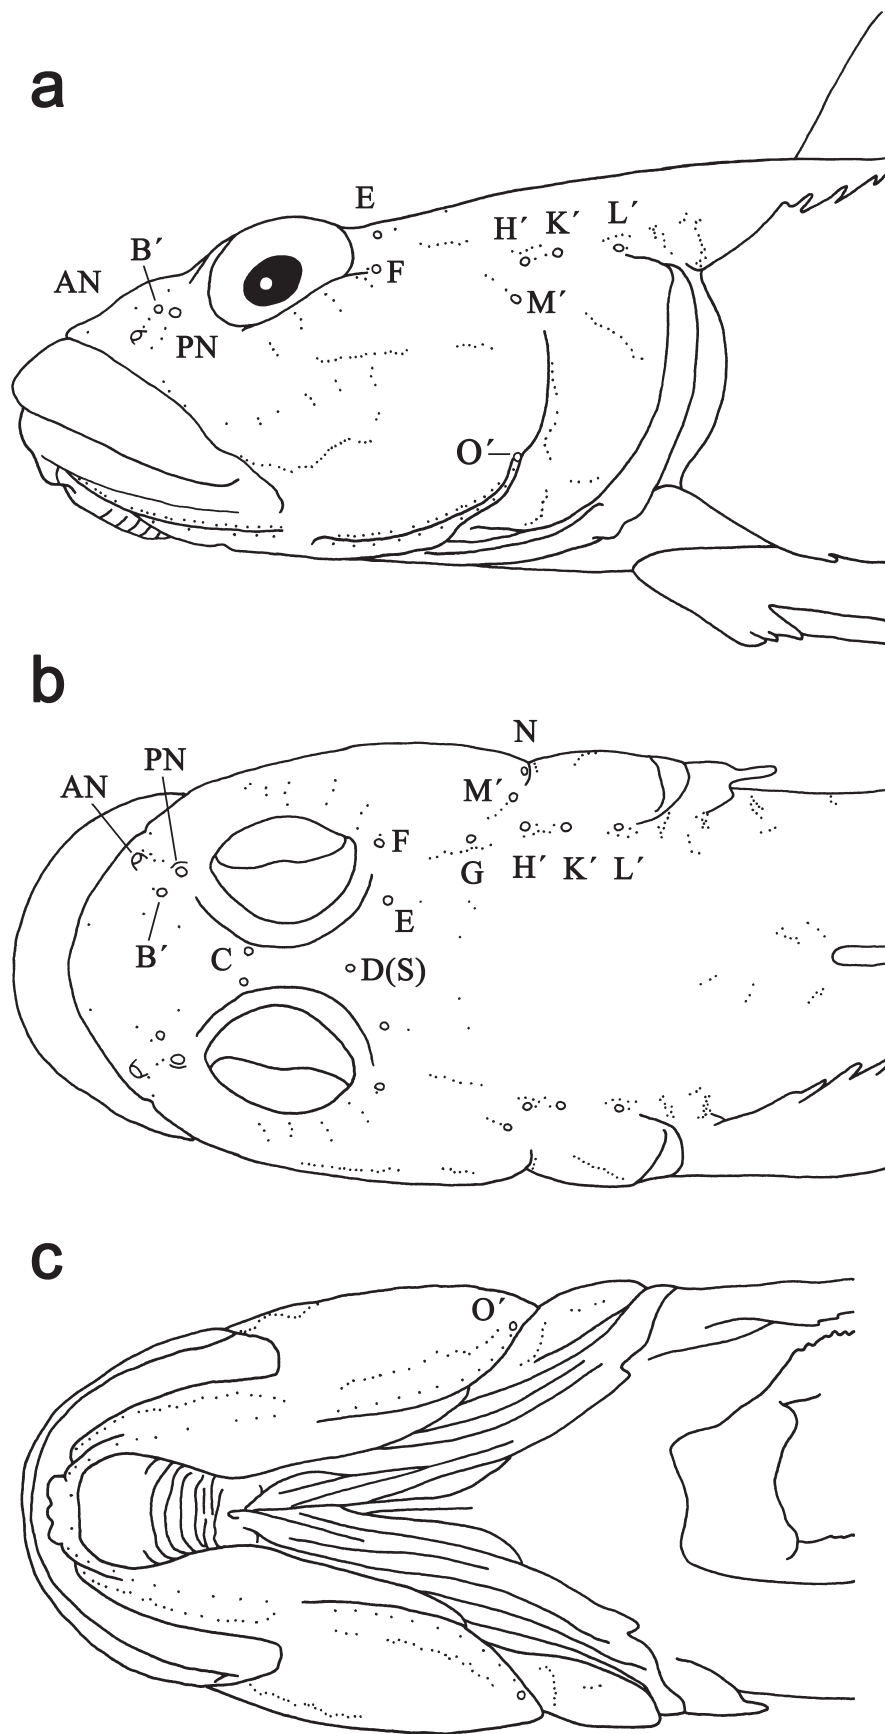 a
E
B′
H′ K′ L′
AN
F
M′
PN
O′
b
N
PN
AN
M′
F
G H′ K′ L′
E
B′ C D(S)
c
O′